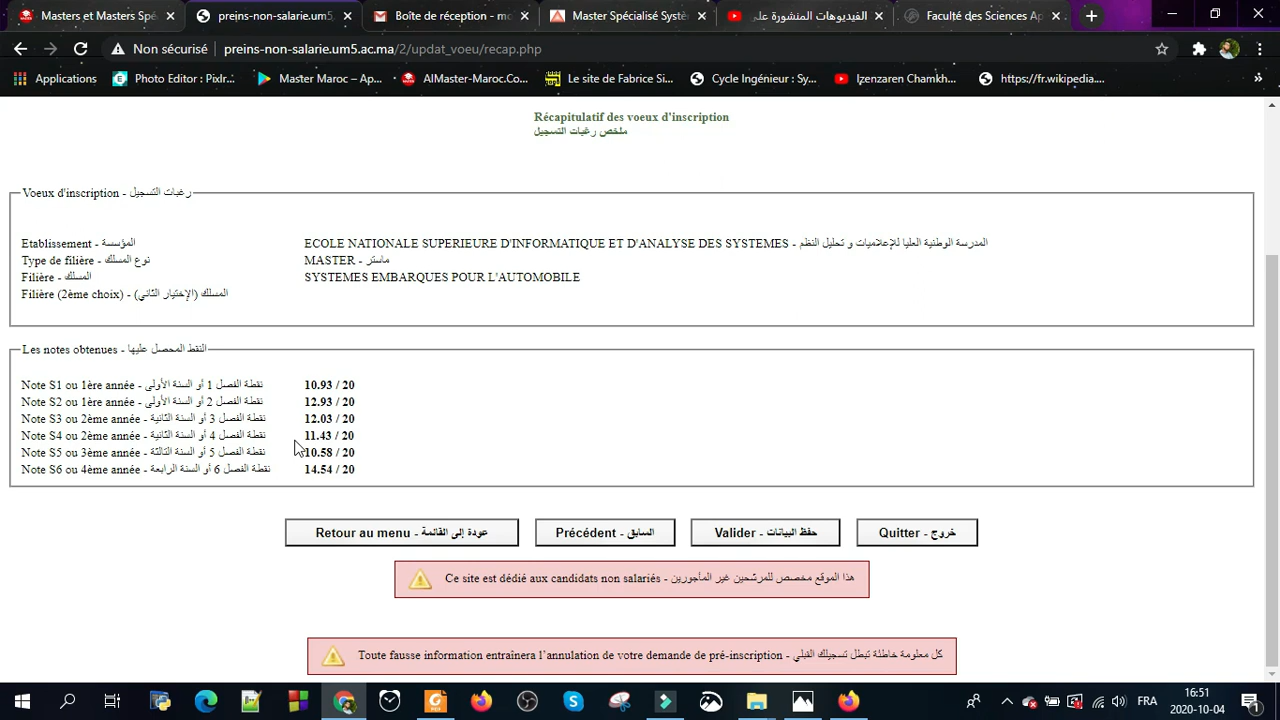 Masters et Masters Spé
preins-non-salarie.um5.
Boîte de réception - mo
Master Spécialisé Systè
الفيديوهات المنشورة على
Faculté des Sciences Ap
Non sécurisé
preins-non-salarie.um5.ac.ma/2/updat_voeu/recap.php
Applications
Photo Editor : Pixlr:...
Master Maroc – Ap...
AlMaster-Maroc.Co...
Le site de Fabrice Si...
Cycle Ingénieur : Sy...
Izenzaren Chamkh...
https://fr.wikipedia....
Récapitulatif des voeux d'inscription
ملخص رغبات التسجيل
Voeux d'inscription - رغبات التسجيل
Etablissement - المؤسسة ECOLE NATIONALE SUPERIEURE D'INFORMATIQUE ET D'ANALYSE DES SYSTEMES - المدرسة الوطنية العليا للإعلاميات و تحليل النظم
Type de filière - نوع المسلك MASTER - ماستر
Filière - المسلك SYSTEMES EMBARQUES POUR L'AUTOMOBILE
Filière (2ème choix) - (الإختيار الثاني) المسلك
Les notes obtenues - النقط المحصل عليها
Note S1 ou 1ère année - نقطة الفصل 1 أو السنة الأولى 10.93 / 20
Note S2 ou 1ère année - نقطة الفصل 2 أو السنة الأولى 12.93 / 20
Note S3 ou 2ème année - نقطة الفصل 3 أو السنة الثانية 12.03 / 20
Note S4 ou 2ème année - نقطة الفصل 4 أو السنة الثانية 11.43 / 20
Note S5 ou 3ème année - نقطة الفصل 5 أو السنة الثالثة 10.58 / 20
Note S6 ou 4ème année - نقطة الفصل 6 أو السنة الرابعة 14.54 / 20
Retour au menu - عودة إلى القائمة
Précédent - السابق
Valider - حفظ البيانات
Quitter - خروج
Ce site est dédié aux candidats non salariés - هذا الموقع مخصص للمرشحين غير المأجورين
Toute fausse information entraînera l'annulation de votre demande de pré-inscription - كل معلومة خاطئة تبطل تسجيلك القبلي
FRA
16:51
2020-10-04